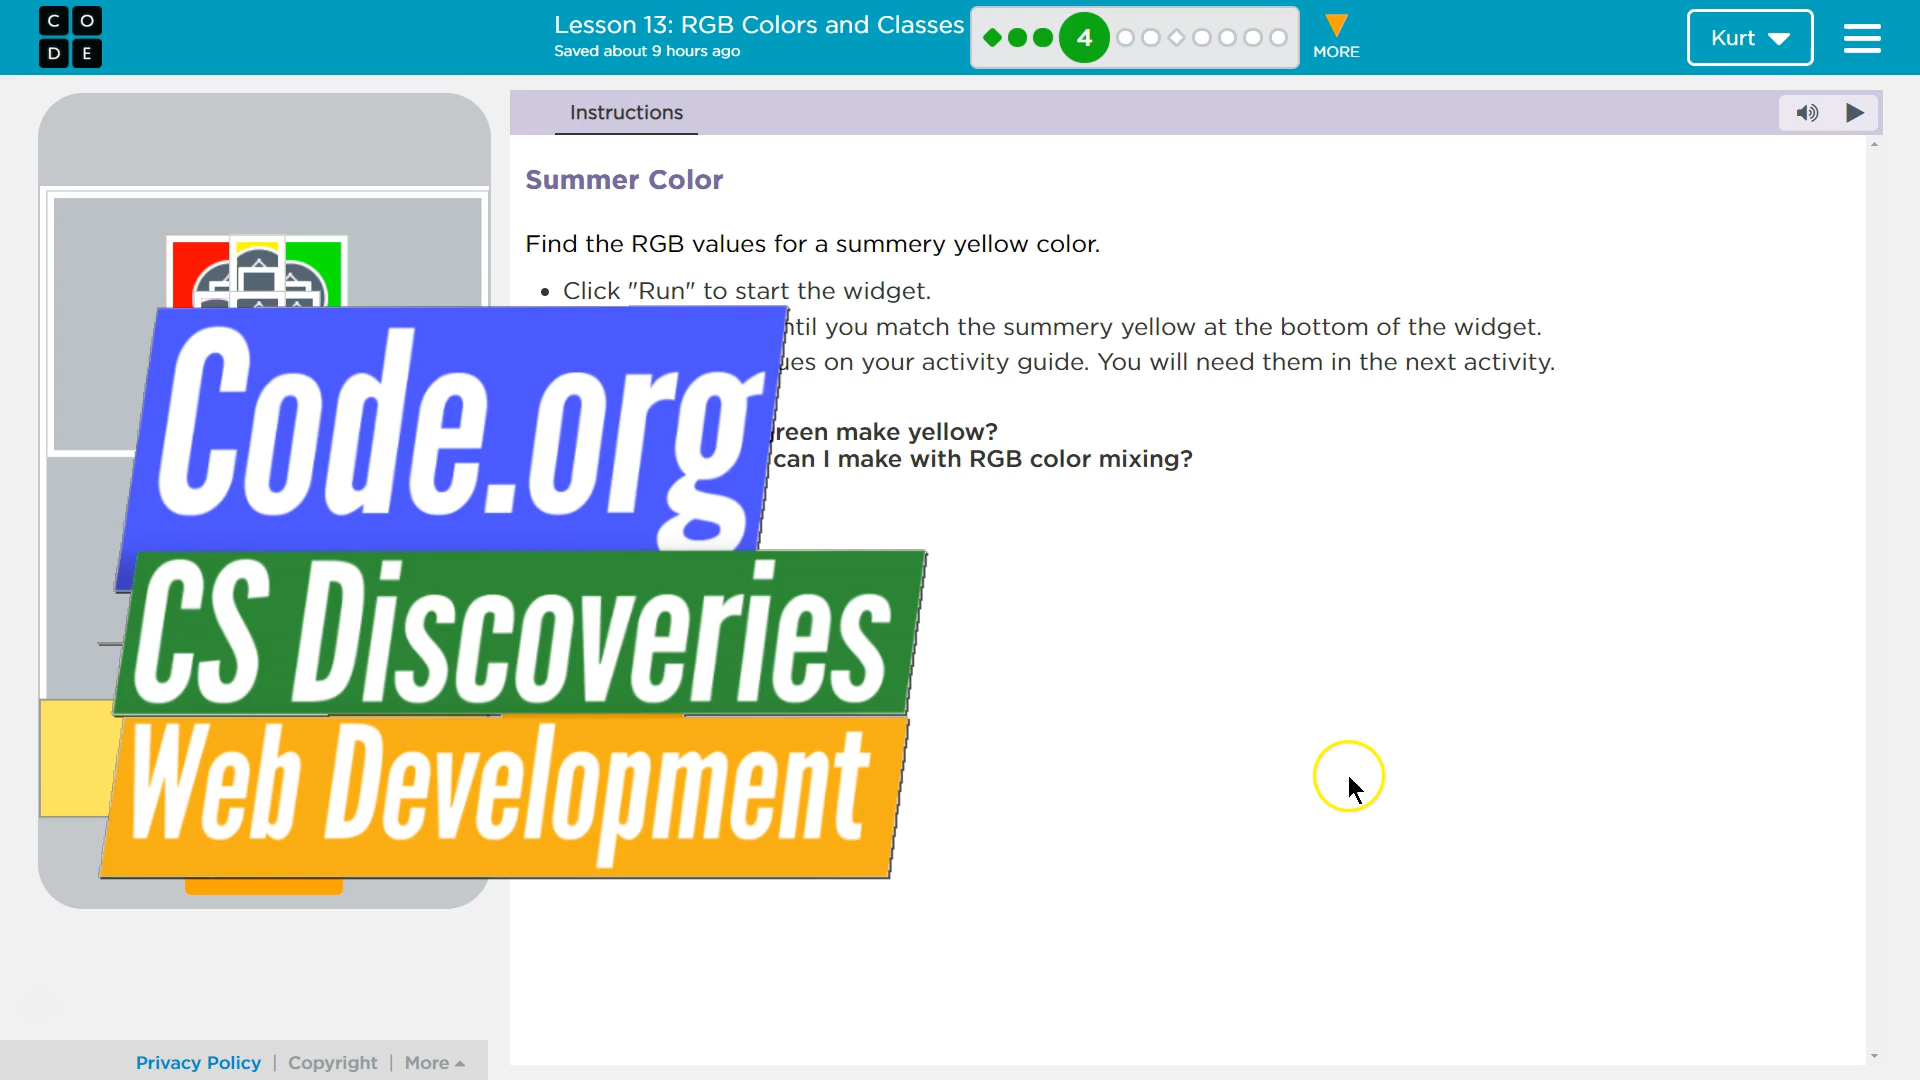 C O
D E
Lesson 13: RGB Colors and Classes
Saved about 9 hours ago
4
MORE
Kurt
Instructions
Summer Color
Find the RGB values for a summery yellow color.
• Click "Run" to start the widget.
til you match the summery yellow at the bottom of the widget.
ues on your activity guide. You will need them in the next activity.
reen make yellow?
can I make with RGB color mixing?
Code.org
CS Discoveries
Web Development
Privacy Policy | Copyright | More